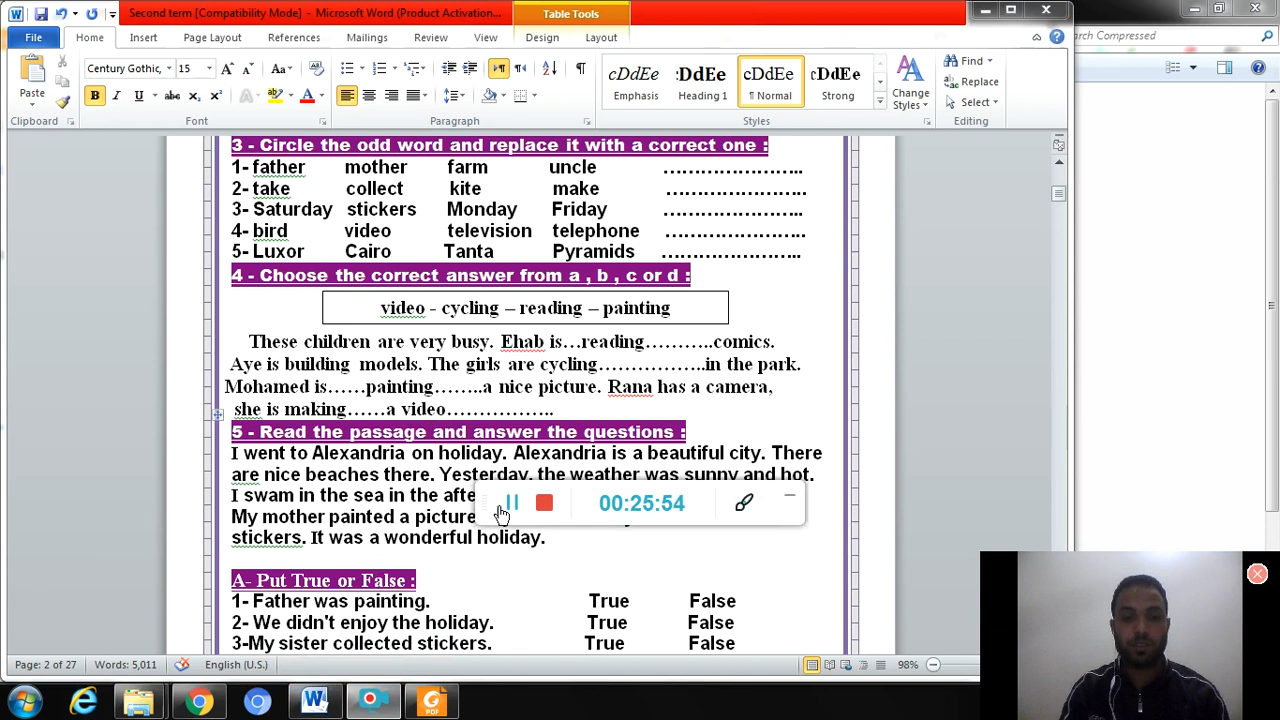 Second term [Compatibility Mode] - Microsoft Word (Product Activation...
Table Tools
File Home Insert Page Layout References Mailings Review View Design Layout
arch Compressed
Century Gothic, 15 Aa
Paste
B I U abc x₂ x² A A
cDdEe :DdEe cDdEe cDdEe
Emphasis Heading 1 ¶ Normal Strong
Change Styles
Find
Replace
Select
Clipboard Font Paragraph Styles Editing
3 - Circle the odd word and replace it with a correct one :
1- father mother farm uncle …………………..
2- take collect kite make …………………..
3- Saturday stickers Monday Friday …………………..
4- bird video television telephone …………………..
5- Luxor Cairo Tanta Pyramids …………………..
4 - Choose the correct answer from a , b , c or d :
video - cycling – reading – painting
These children are very busy. Ehab is…reading………..comics.
Aye is building models. The girls are cycling……………..in the park.
Mohamed is……painting……..a nice picture. Rana has a camera,
she is making……a video……………..
5 - Read the passage and answer the questions :
I went to Alexandria on holiday. Alexandria is a beautiful city. There
are nice beaches there. Yesterday, the weather was sunny and hot.
I swam in the sea in the afte
My mother painted a picture
stickers. It was a wonderful holiday.
00:25:54
A- Put True or False :
1- Father was painting. True False
2- We didn't enjoy the holiday. True False
3-My sister collected stickers. True False
Page: 2 of 27 Words: 5,011 English (U.S.) 98%
PDF